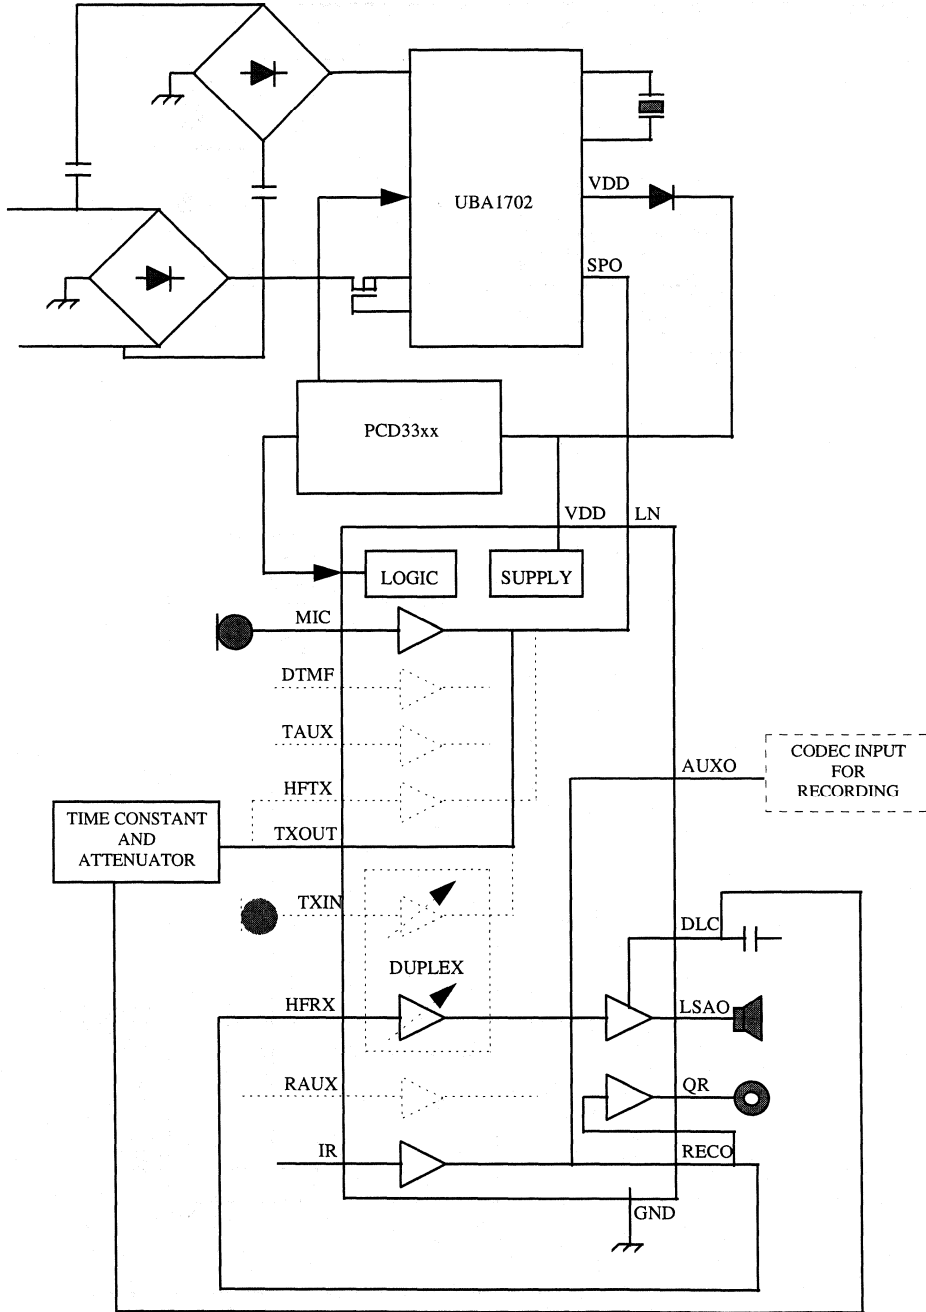 UBA1702
VDD
SPO
PCD33xx
VDD
LN
LOGIC
SUPPLY
MIC
DTMF
TAUX
HFTX
TXOUT
AUXO
CODEC INPUT
FOR
RECORDING
TIME CONSTANT
AND
ATTENUATOR
TXIN
DLC
DUPLEX
HFRX
LSAO
RAUX
QR
IR
RECO
GND